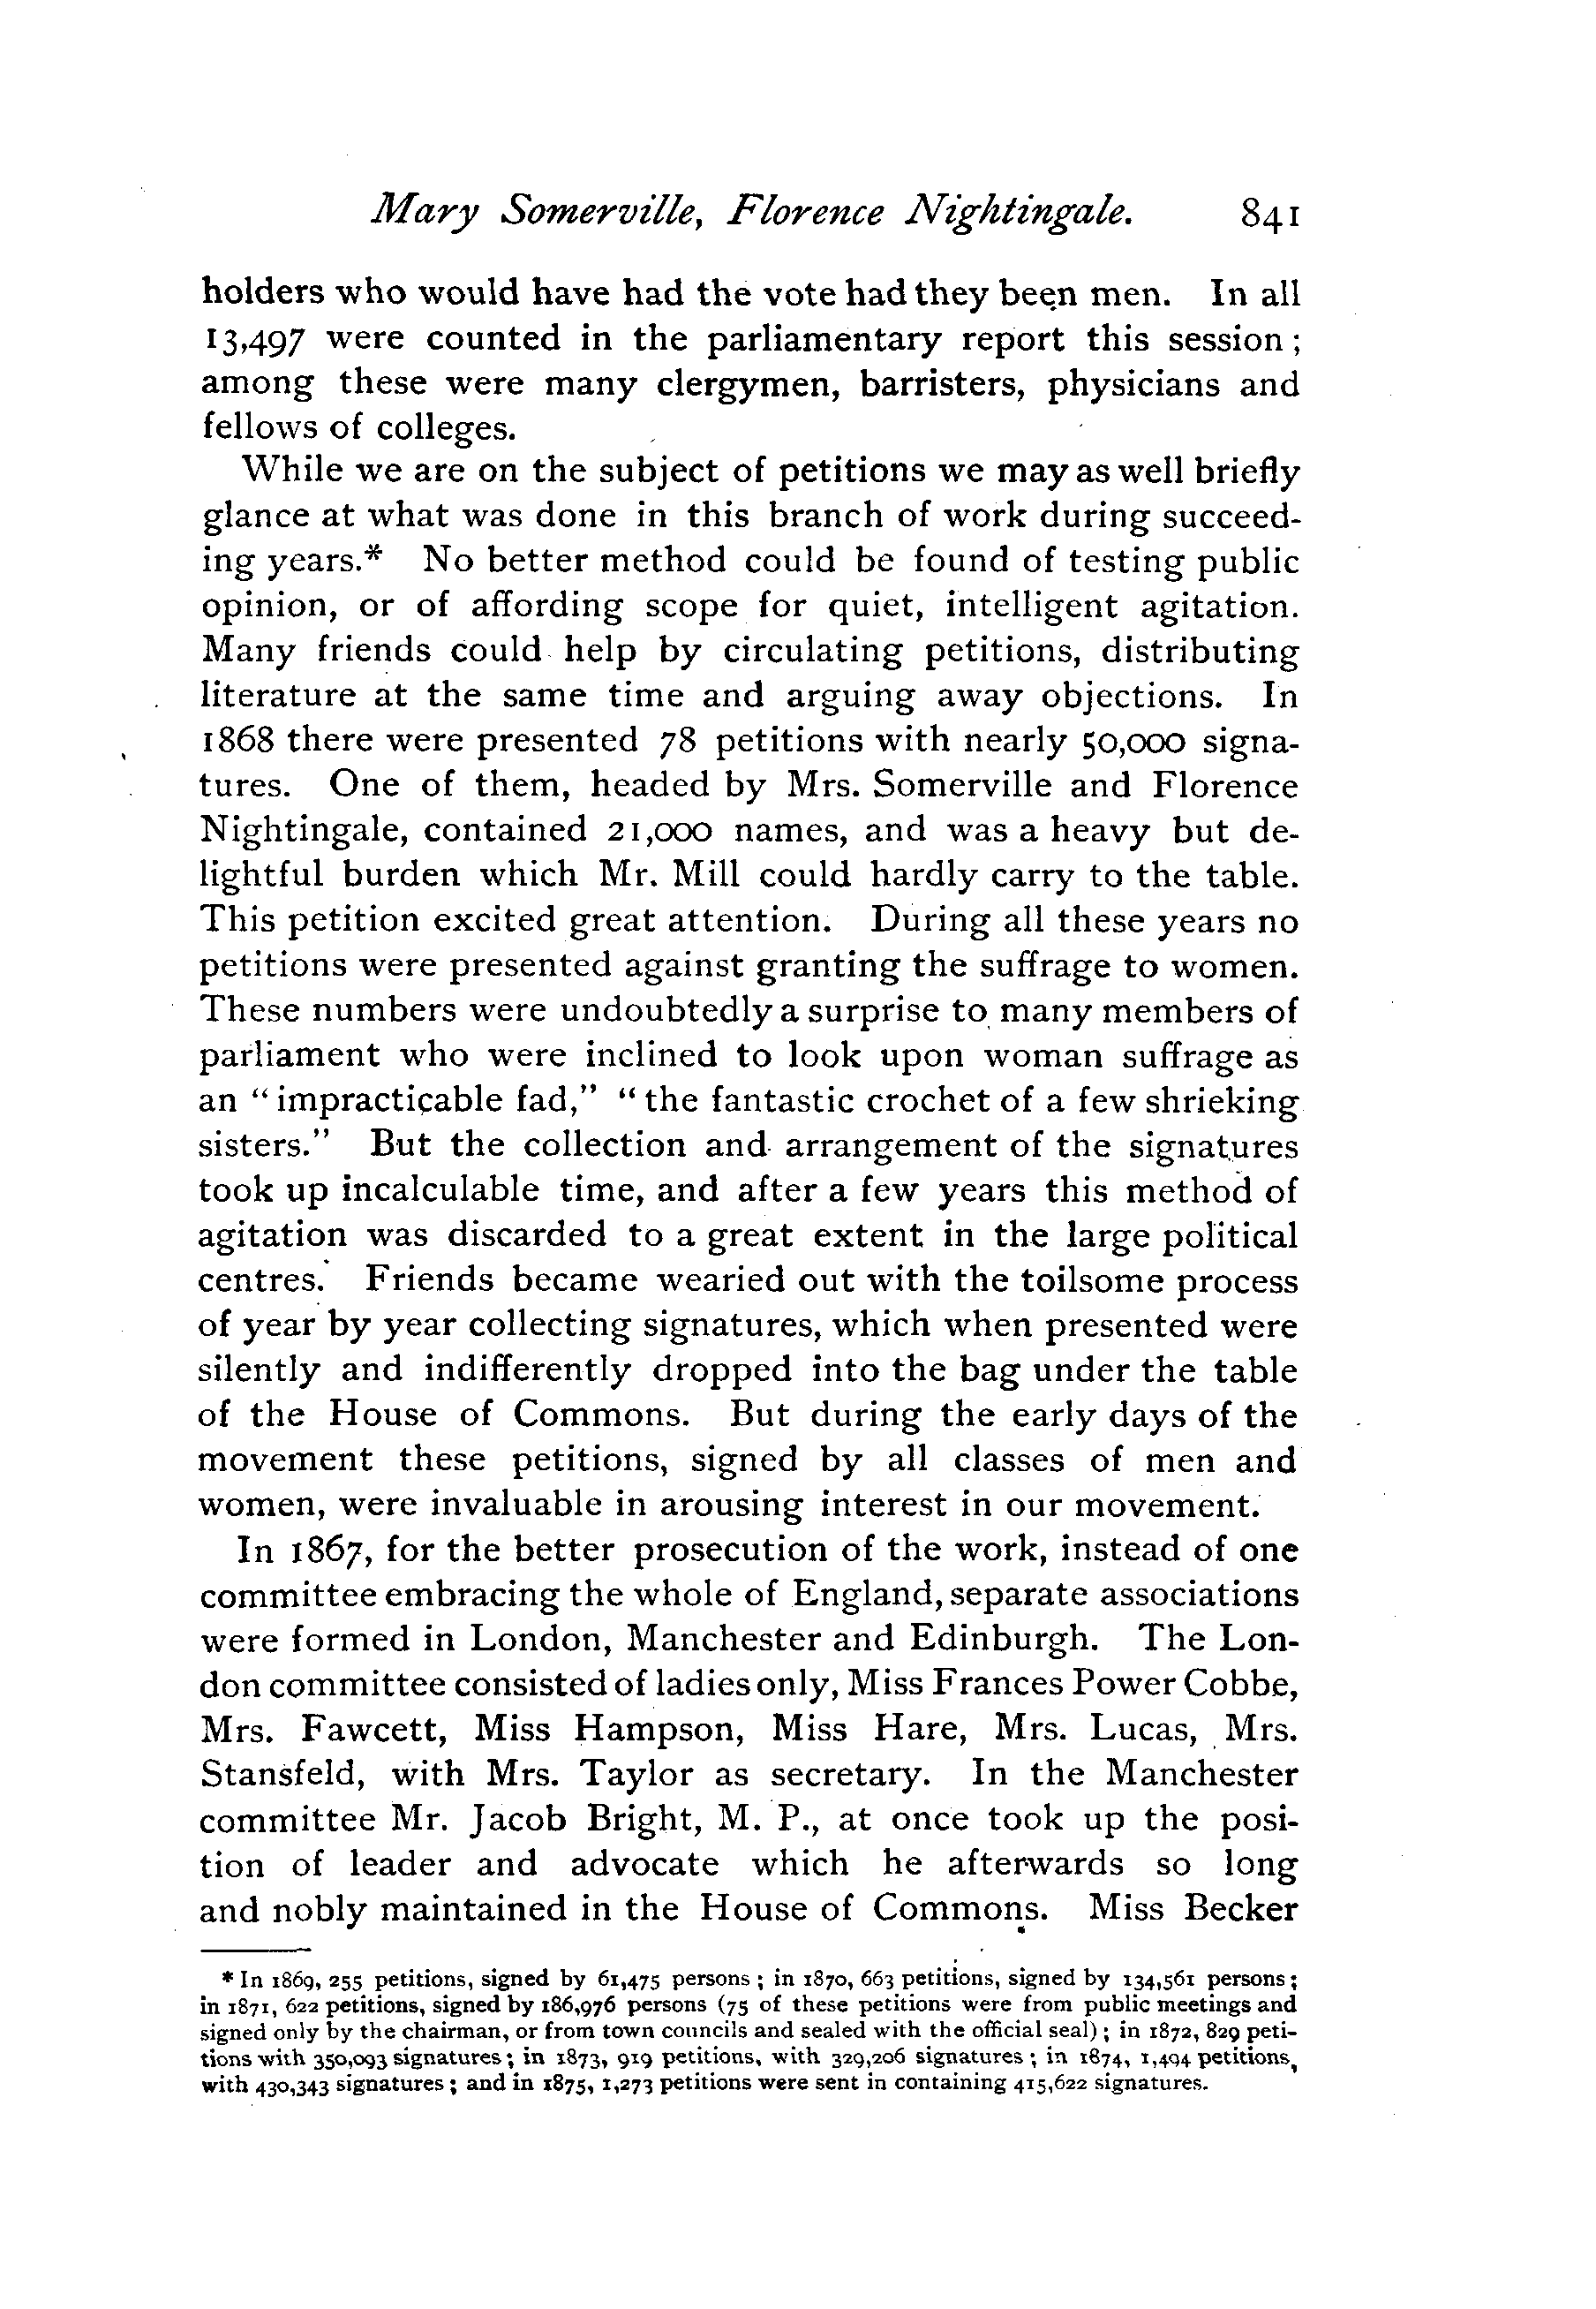 Mary Somerville, Florence Nightingale. 841
holders who would have had the vote had they been men. In all
13,497 were counted in the parliamentary report this session;
among these were many clergymen, barristers, physicians and
fellows of colleges.
While we are on the subject of petitions we may as well briefly
glance at what was done in this branch of work during succeed-
ing years.* No better method could be found of testing public
opinion, or of affording scope for quiet, intelligent agitation.
Many friends could help by circulating petitions, distributing
literature at the same time and arguing away objections. In
1868 there were presented 78 petitions with nearly 50,000 signa-
tures. One of them, headed by Mrs. Somerville and Florence
Nightingale, contained 21,000 names, and was a heavy but de-
lightful burden which Mr. Mill could hardly carry to the table.
This petition excited great attention. During all these years no
petitions were presented against granting the suffrage to women.
These numbers were undoubtedly a surprise to many members of
parliament who were inclined to look upon woman suffrage as
an "impracticable fad," "the fantastic crochet of a few shrieking
sisters." But the collection and arrangement of the signatures
took up incalculable time, and after a few years this method of
agitation was discarded to a great extent in the large political
centres. Friends became wearied out with the toilsome process
of year by year collecting signatures, which when presented were
silently and indifferently dropped into the bag under the table
of the House of Commons. But during the early days of the
movement these petitions, signed by all classes of men and
women, were invaluable in arousing interest in our movement.
In 1867, for the better prosecution of the work, instead of one
committee embracing the whole of England, separate associations
were formed in London, Manchester and Edinburgh. The Lon-
don committee consisted of ladies only, Miss Frances Power Cobbe,
Mrs. Fawcett, Miss Hampson, Miss Hare, Mrs. Lucas, Mrs.
Stansfeld, with Mrs. Taylor as secretary. In the Manchester
committee Mr. Jacob Bright, M. P., at once took up the posi-
tion of leader and advocate which he afterwards so long
and nobly maintained in the House of Commons. Miss Becker
* In 1869, 255 petitions, signed by 61,475 persons; in 1870, 663 petitions, signed by 134,561 persons;
in 1871, 622 petitions, signed by 186,976 persons (75 of these petitions were from public meetings and
signed only by the chairman, or from town councils and sealed with the official seal); in 1872, 829 peti-
tions with 350,093 signatures; in 1873, 919 petitions, with 329,206 signatures; in 1874, 1,494 petitions,
with 430,343 signatures; and in 1875, 1,273 petitions were sent in containing 415,622 signatures.